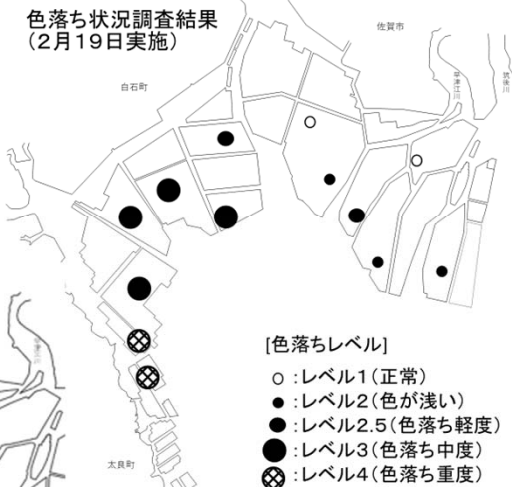 色落ち状況調査結果
（２月１９日実施）
佐賀市
白石町
早津江川
筑後川
[色落ちレベル]
：レベル１（正常）
：レベル２（色が浅い）
：レベル２.５（色落ち軽度）
：レベル３（色落ち中度）
：レベル４（色落ち重度）
早津江川
太良町